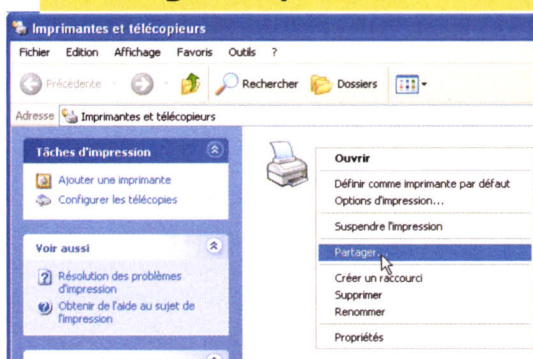 Imprimantes et télécopieurs
Fichier Edition Affichage Favoris Outils ?
Précédente Rechercher Dossiers
Adresse Imprimantes et télécopieurs
Tâches d'impression
Ajouter une imprimante
Configurer les télécopies
Voir aussi
Résolution des problèmes
d'impression
Obtenir de l'aide au sujet de
l'impression
Ouvrir
Définir comme imprimante par défaut
Options d'impression...
Suspendre l'impression
Partager...
Créer un raccourci
Supprimer
Renommer
Propriétés